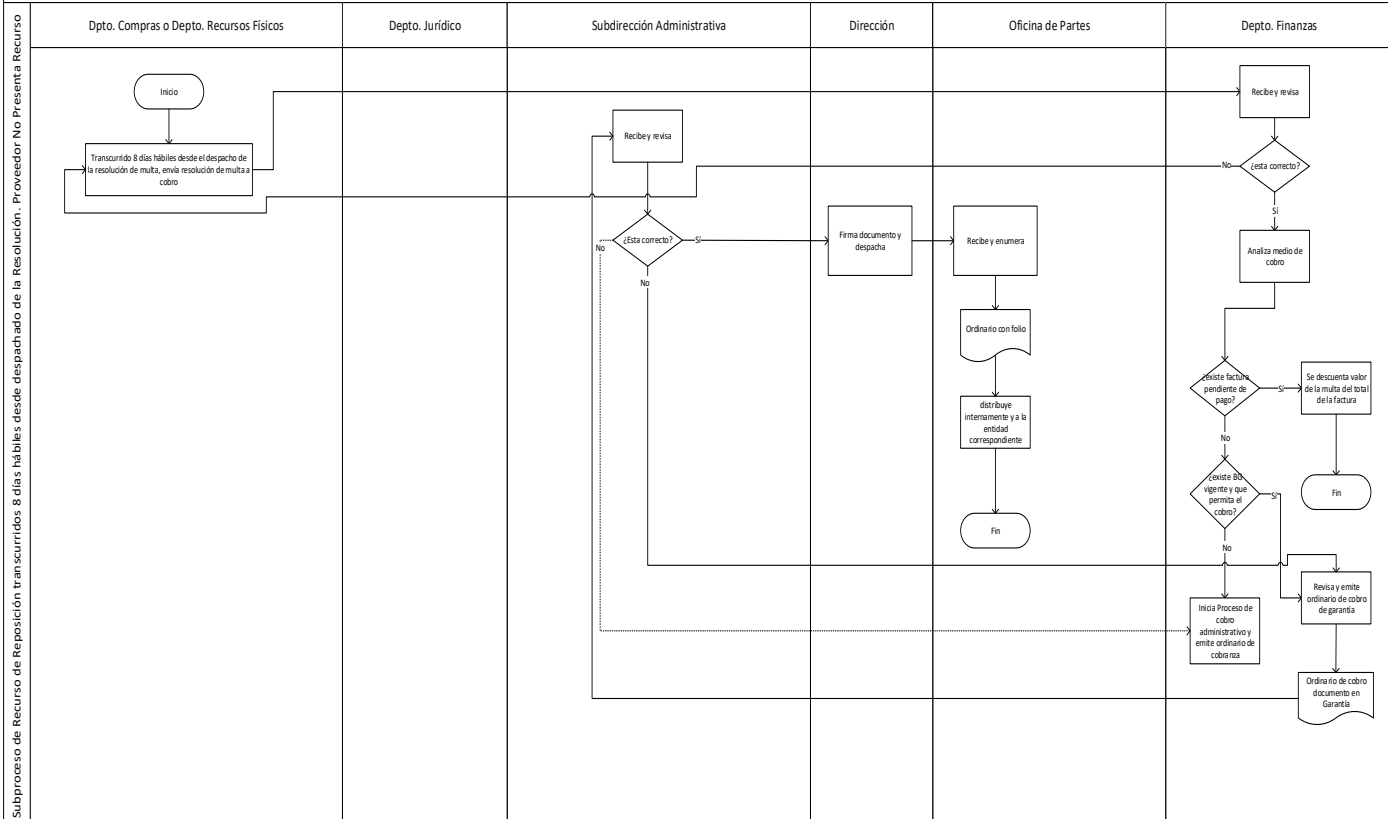 Subproceso de Recurso de Reposición transcurridos 8 días hábiles desde despachado de la Resolución. Proveedor No Presenta Recurso
Dpto. Compras o Depto. Recursos Físicos
Depto. Jurídico
Subdirección Administrativa
Dirección
Oficina de Partes
Depto. Finanzas
Inicio
Transcurrido 8 días hábiles desde el despacho de
la resolución de multa, envía resolución de multa a
cobro
Recibe y revisa
¿Esta correcto?
No
Sí
No
Firma documento y
despacha
Recibe y enumera
Ordinario con folio
distribuye
internamente y a la
entidad
correspondiente
Fin
Recibe y revisa
¿esta correcto?
No
Sí
Analiza medio de
cobro
¿existe factura
pendiente de
pago?
Sí
Se descuenta valor
de la multa del total
de la factura
Fin
No
¿existe BG
vigente y que
permita el
cobro?
Sí
No
Revisa y emite
ordinario de cobro
de garantía
Inicia Proceso de
cobro
administrativo y
emite ordinario de
cobranza
Ordinario de cobro
documento en
Garantía